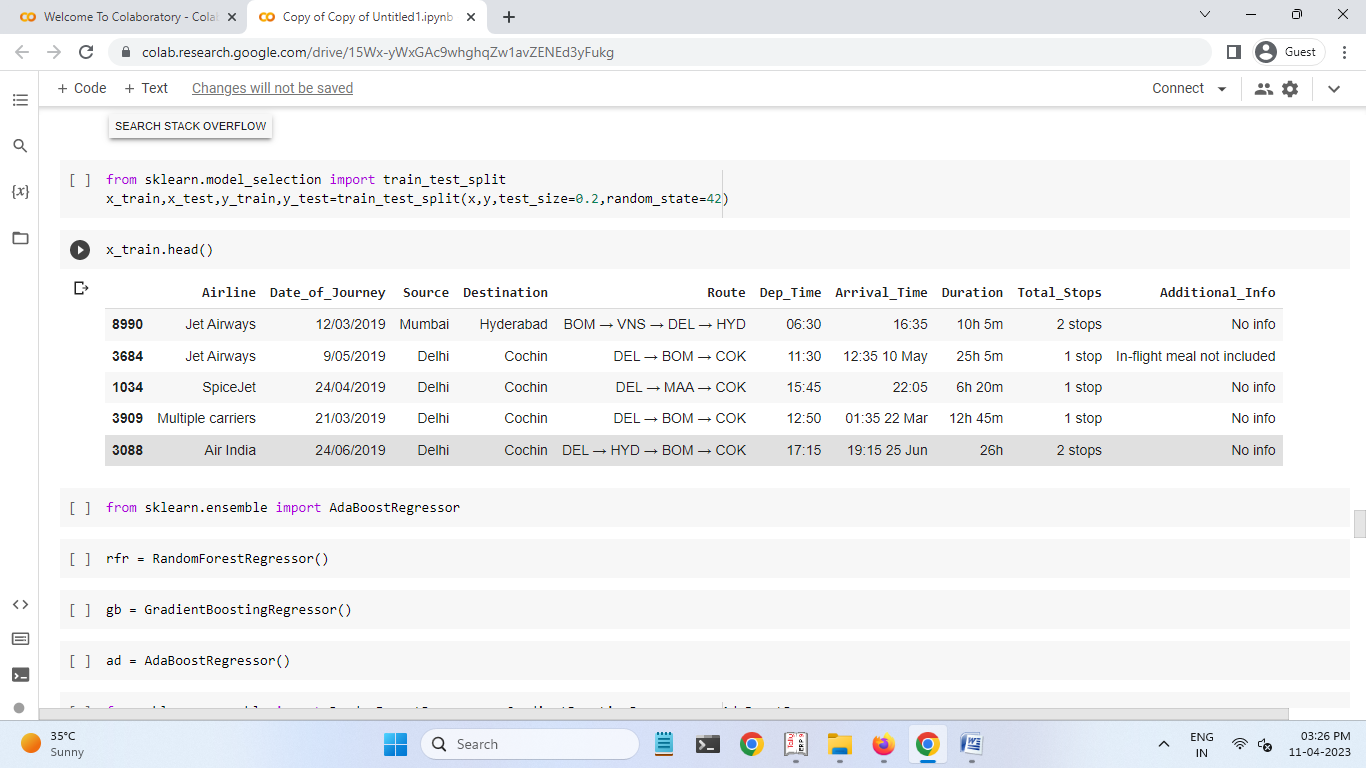 Welcome To Colaboratory - Cola
Copy of Copy of Untitled1.ipynb
colab.research.google.com/drive/15Wx-yWxGAc9whghqZw1avZENEd3yFukg
Guest
+ Code + Text Changes will not be saved
Connect
SEARCH STACK OVERFLOW
{x}
[ ] from sklearn.model_selection import train_test_split
x_train,x_test,y_train,y_test=train_test_split(x,y,test_size=0.2,random_state=42)
x_train.head()
Airline Date_of_Journey Source Destination Route Dep_Time Arrival_Time Duration Total_Stops Additional_Info
8990 Jet Airways 12/03/2019 Mumbai Hyderabad BOM → VNS → DEL → HYD 06:30 16:35 10h 5m 2 stops No info
3684 Jet Airways 9/05/2019 Delhi Cochin DEL → BOM → COK 11:30 12:35 10 May 25h 5m 1 stop In-flight meal not included
1034 SpiceJet 24/04/2019 Delhi Cochin DEL → MAA → COK 15:45 22:05 6h 20m 1 stop No info
3909 Multiple carriers 21/03/2019 Delhi Cochin DEL → BOM → COK 12:50 01:35 22 Mar 12h 45m 1 stop No info
3088 Air India 24/06/2019 Delhi Cochin DEL → HYD → BOM → COK 17:15 19:15 25 Jun 26h 2 stops No info
[ ] from sklearn.ensemble import AdaBoostRegressor
[ ] rfr = RandomForestRegressor()
[ ] gb = GradientBoostingRegressor()
[ ] ad = AdaBoostRegressor()
35°C
Sunny
Search
ENG
IN
03:26 PM
11-04-2023